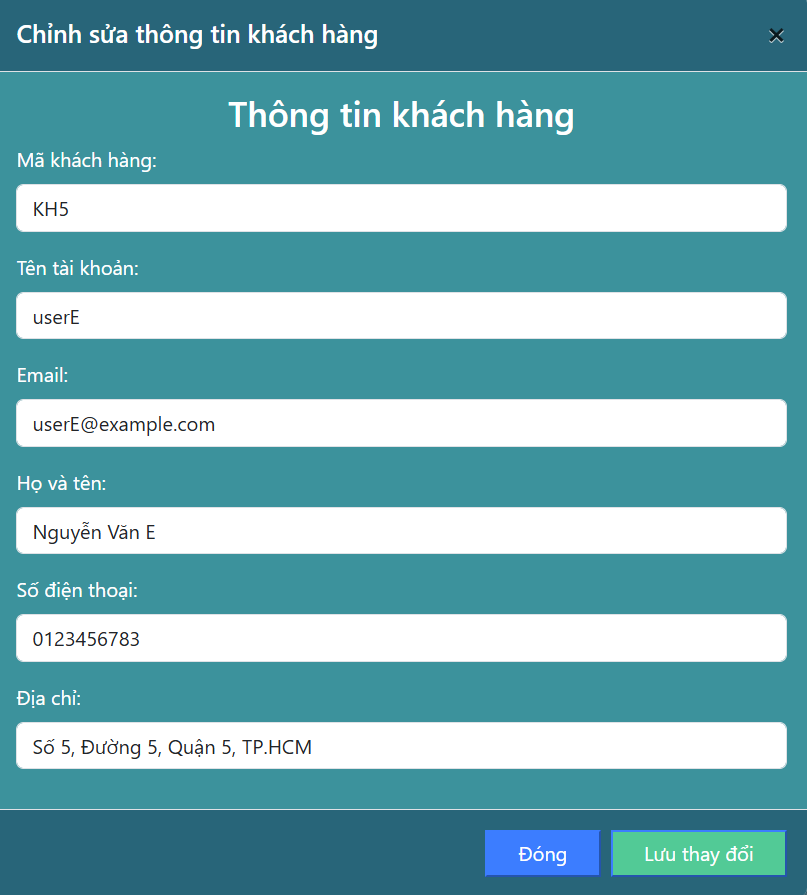 Chỉnh sửa thông tin khách hàng
Thông tin khách hàng
Mã khách hàng:
KH5
Tên tài khoản:
userE
Email:
userE@example.com
Họ và tên:
Nguyễn Văn E
Số điện thoại:
0123456783
Địa chỉ:
Số 5, Đường 5, Quận 5, TP.HCM
Đóng
Lưu thay đổi